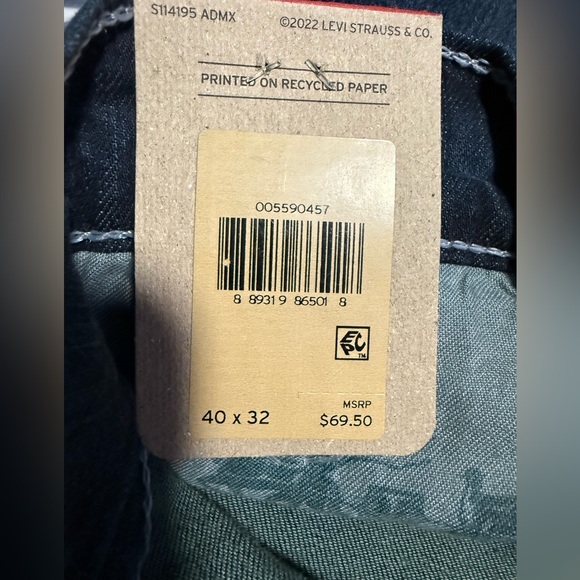 S114195 ADMX
©2022 LEVI STRAUSS & CO.
PRINTED ON RECYCLED PAPER
005590457
8 89319 86501 8
EPC™
MSRP
40 x 32 $69.50